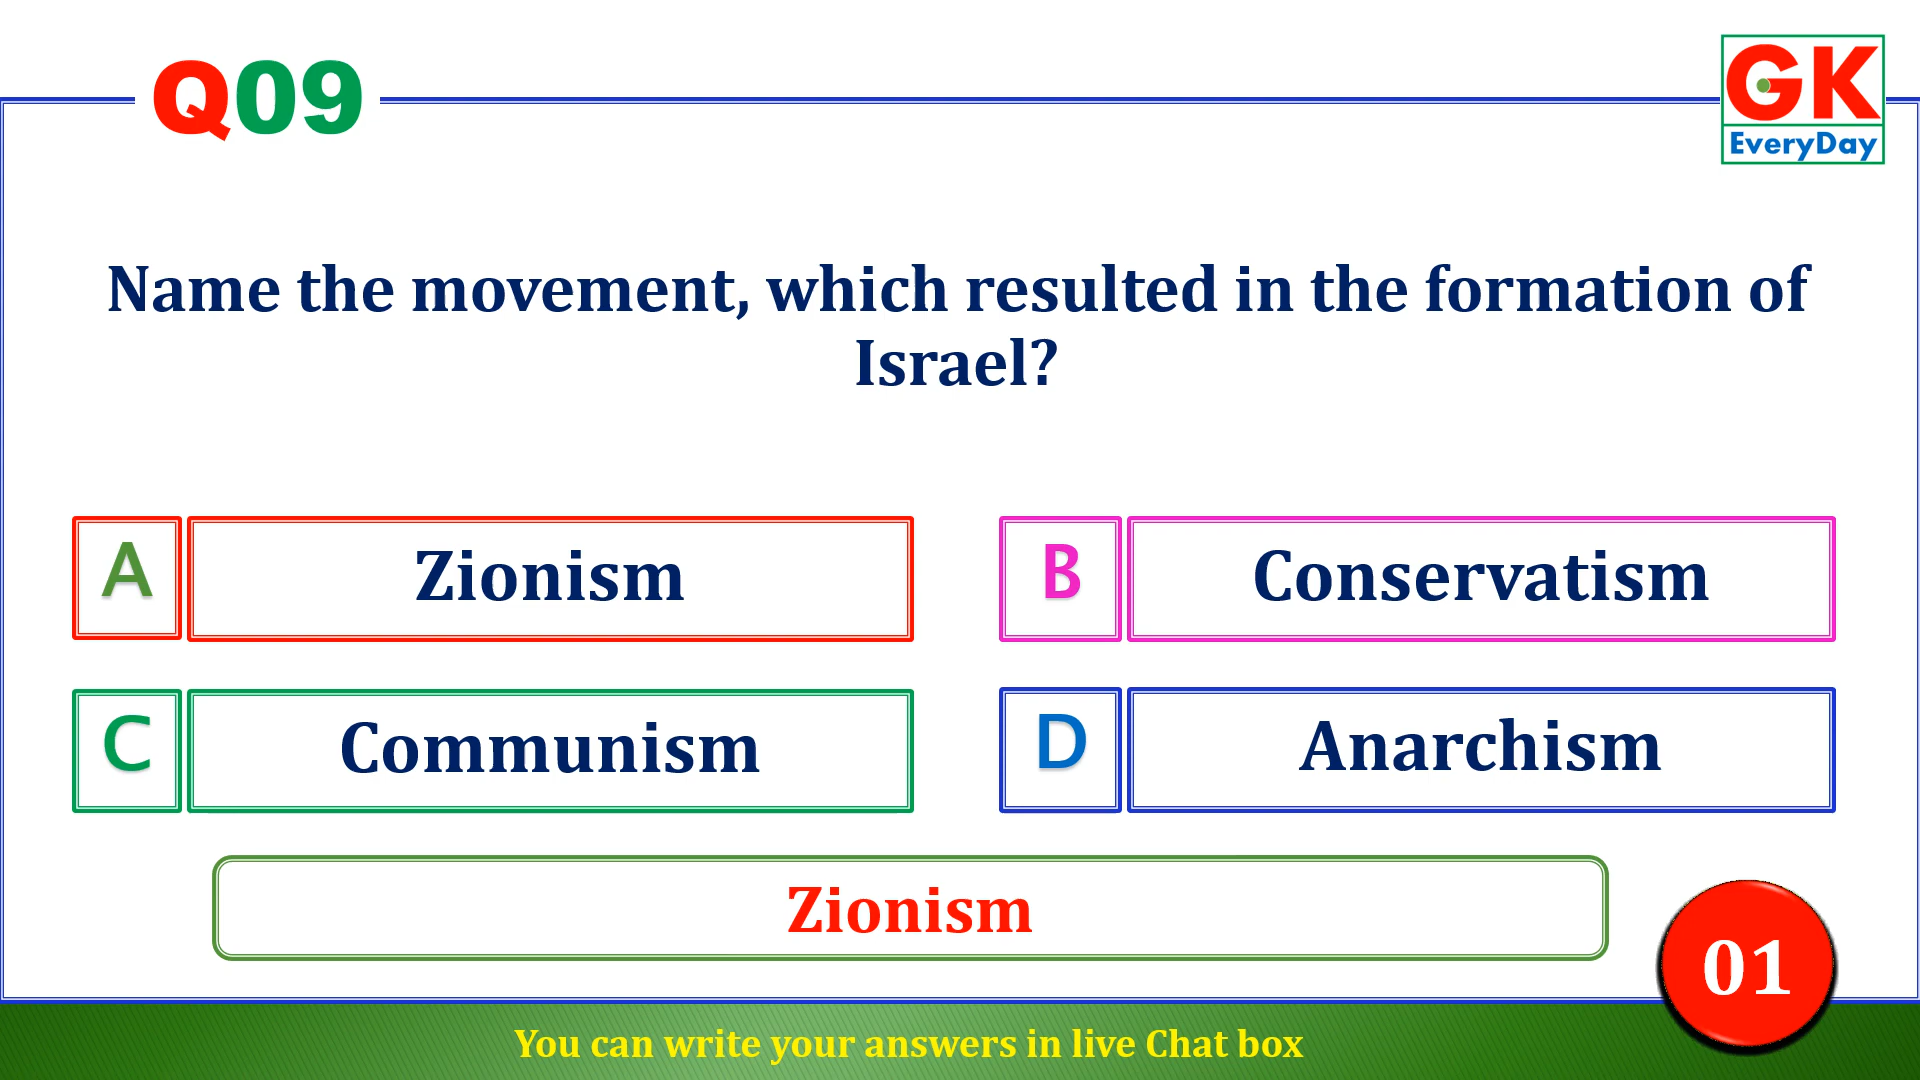 Q09
GK
EveryDay
Name the movement, which resulted in the formation of
Israel?
A
Zionism
B
Conservatism
C
Communism
D
Anarchism
Zionism
01
You can write your answers in live Chat box